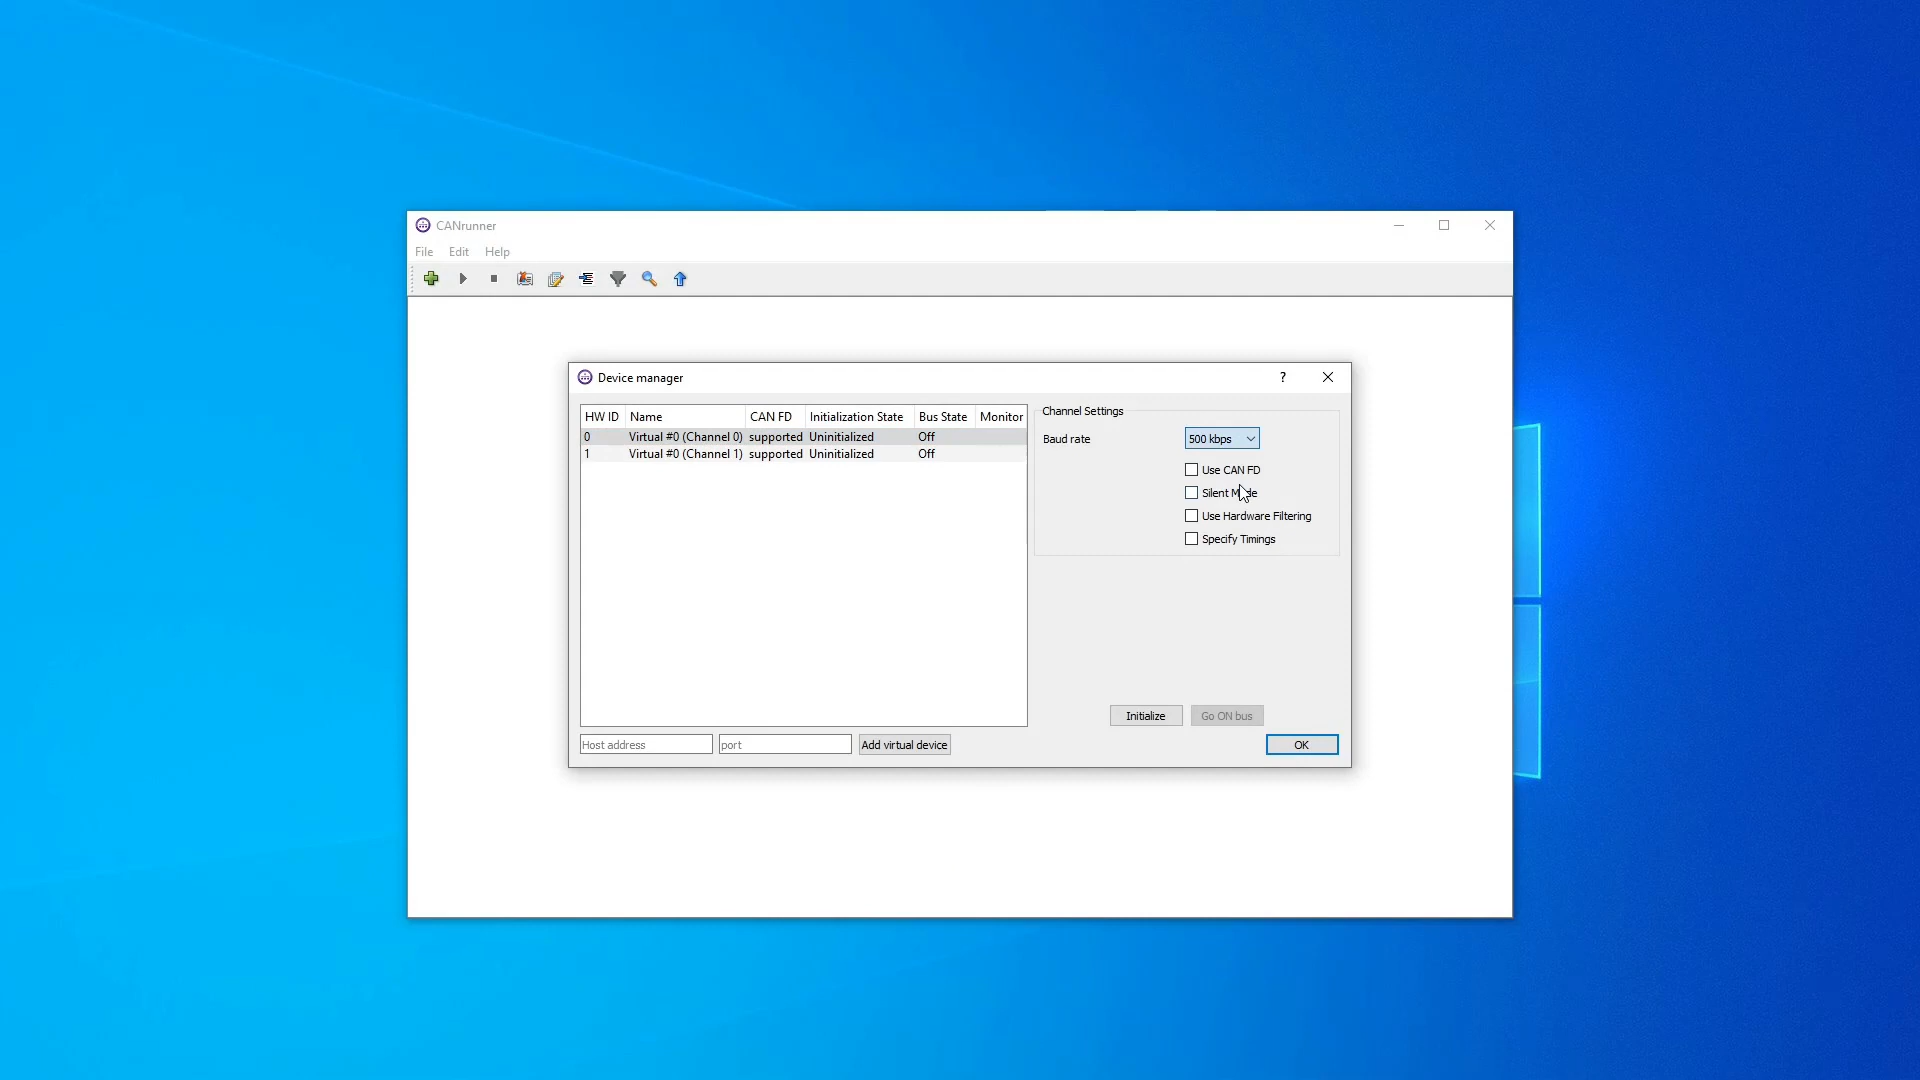 CANrunner
File Edit Help
Device manager
?
HW ID Name CAN FD Initialization State Bus State Monitor
0 Virtual #0 (Channel 0) supported Uninitialized Off
1 Virtual #0 (Channel 1) supported Uninitialized Off
Channel Settings
Baud rate 500 kbps
Use CAN FD
Silent Mode
Use Hardware Filtering
Specify Timings
Initialize Go ON bus
Host address port Add virtual device OK